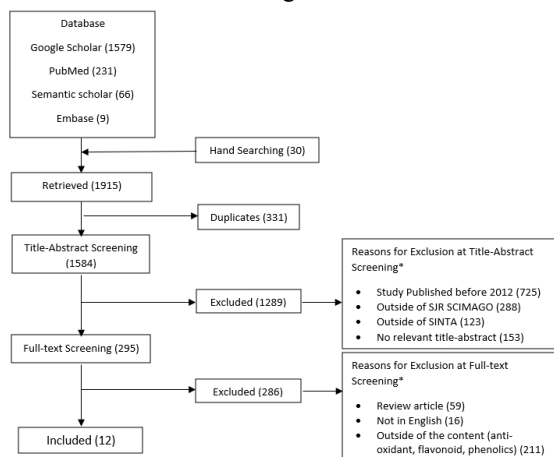 Database
Google Scholar (1579)
PubMed (231)
Semantic scholar (66)
Embase (9)
Hand Searching (30)
Retrieved (1915)
Duplicates (331)
Title-Abstract Screening
(1584)
Excluded (1289)
Reasons for Exclusion at Title-Abstract
Screening*
• Study Published before 2012 (725)
• Outside of SJR SCIMAGO (288)
• Outside of SINTA (123)
• No relevant title-abstract (153)
Full-text Screening (295)
Excluded (286)
Reasons for Exclusion at Full-text
Screening*
• Review article (59)
• Not in English (16)
• Outside of the content (anti-
oxidant, flavonoid, phenolics) (211)
Included (12)